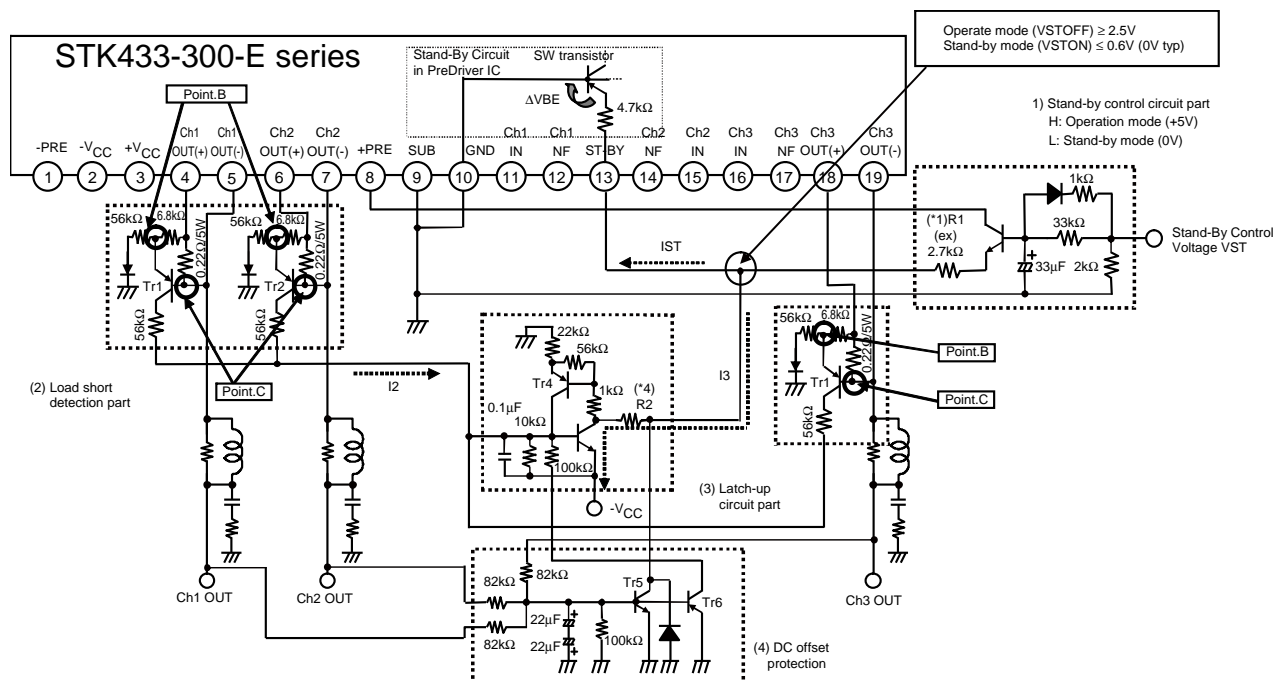 Operate mode (VSTOFF) ≥ 2.5V
Stand-by mode (VSTON) ≤ 0.6V (0V typ)
STK433-300-E series
Stand-By Circuit
in PreDriver IC
SW transistor
ΔVBE
4.7kΩ
Point.B
1) Stand-by control circuit part
H: Operation mode (+5V)
L: Stand-by mode (0V)
-PRE
-VCC
+VCC
Ch1
OUT(+)
Ch1
OUT(-)
Ch2
OUT(+)
Ch2
OUT(-)
+PRE
SUB
GND
Ch1
IN
Ch1
NF
ST-BY
Ch2
NF
Ch2
IN
Ch3
IN
Ch3
NF
Ch3
OUT(+)
Ch3
OUT(-)
1
2
3
4
5
6
7
8
9
10
11
12
13
14
15
16
17
18
19
56kΩ
6.8kΩ
0.22Ω/5W
Tr1
56kΩ
56kΩ
6.8kΩ
0.22Ω/5W
Tr2
56kΩ
Point.C
(2) Load short
detection part
I2
IST
(*1)R1
(ex)
2.7kΩ
1kΩ
33kΩ
33μF
2kΩ
Stand-By Control
Voltage VST
22kΩ
56kΩ
Tr4
1kΩ
(*4)
R2
0.1μF
10kΩ
100kΩ
-VCC
I3
(3) Latch-up
circuit part
56kΩ
6.8kΩ
0.22Ω/5W
Tr1
56kΩ
Point.B
Point.C
Ch1 OUT
Ch2 OUT
Ch3 OUT
82kΩ
82kΩ
82kΩ
22μF
22μF
100kΩ
Tr5
Tr6
(4) DC offset
protection